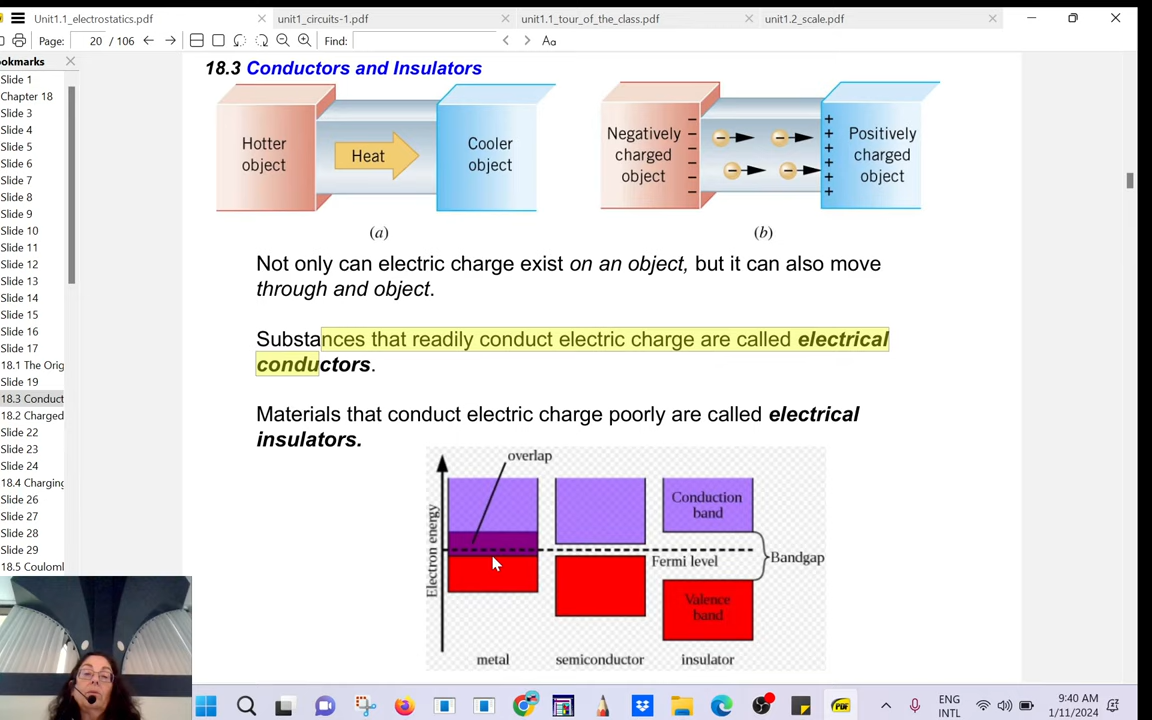 Unit1.1_electrostatics.pdf
unit1_circuits-1.pdf
unit1.1_tour_of_the_class.pdf
unit1.2_scale.pdf
Page: 20 / 106
Find:
Aa
okmarks
Slide 1
Chapter 18
Slide 3
Slide 4
Slide 5
Slide 6
Slide 7
Slide 8
Slide 9
Slide 10
Slide 11
Slide 12
Slide 13
Slide 14
Slide 15
Slide 16
Slide 17
18.1 The Orig
Slide 19
18.3 Conduct
18.2 Charged
Slide 22
Slide 23
Slide 24
18.4 Charging
Slide 26
Slide 27
Slide 28
Slide 29
18.5 Coulom
18.3 Conductors and Insulators
Hotter
object
Heat
Cooler
object
(a)
Negatively
charged
object
Positively
charged
object
(b)
Not only can electric charge exist on an object, but it can also move
through and object.
Substances that readily conduct electric charge are called electrical
conductors.
Materials that conduct electric charge poorly are called electrical
insulators.
Electron energy
overlap
Conduction
band
Fermi level
Bandgap
Valence
band
metal
semiconductor
insulator
PDF
ENG
INTL
9:40 AM
1/11/2024